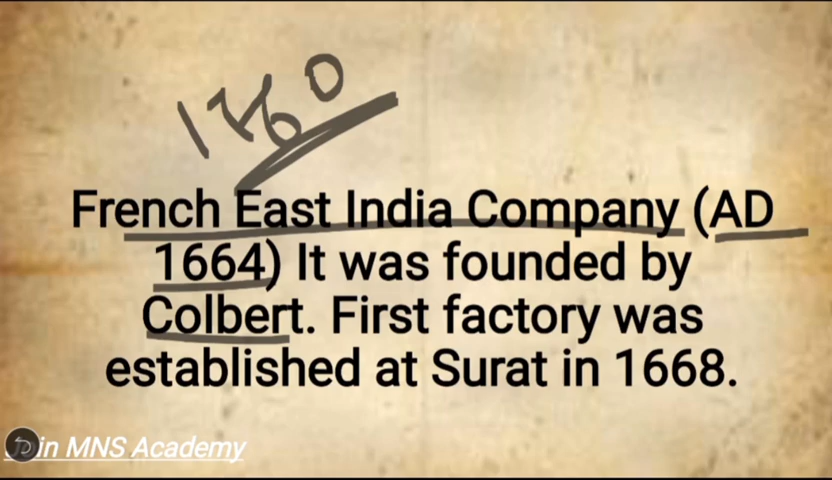 1760
French East India Company (AD
1664) It was founded by
Colbert. First factory was
established at Surat in 1668.
in MNS Academy